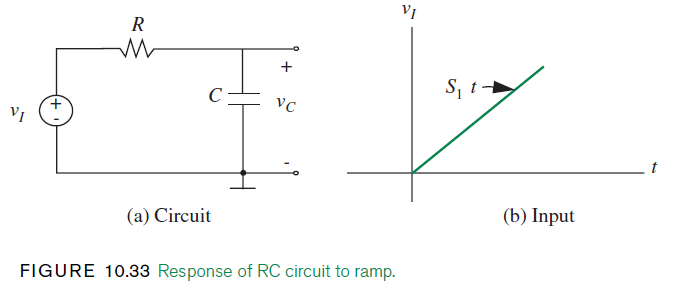 R
v_I
+
-
C
+
v_C
-
(a) Circuit
v_I
S_1 t
t
(b) Input
FIGURE 10.33 Response of RC circuit to ramp.